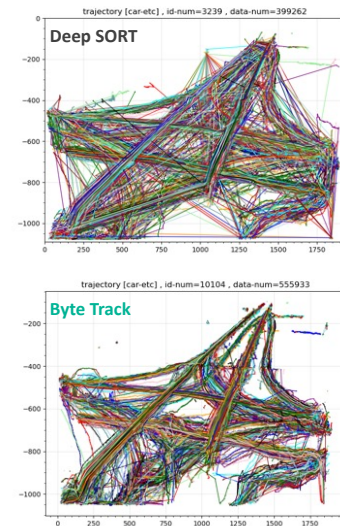 trajectory [car-etc] , id-num=3239 , data-num=399262
Deep SORT
0
−200
−400
−600
−800
−1000
0 250 500 750 1000 1250 1500 1750
trajectory [car-etc] , id-num=10104 , data-num=555933
Byte Track
−200
−400
−600
−800
−1000
0 250 500 750 1000 1250 1500 1750